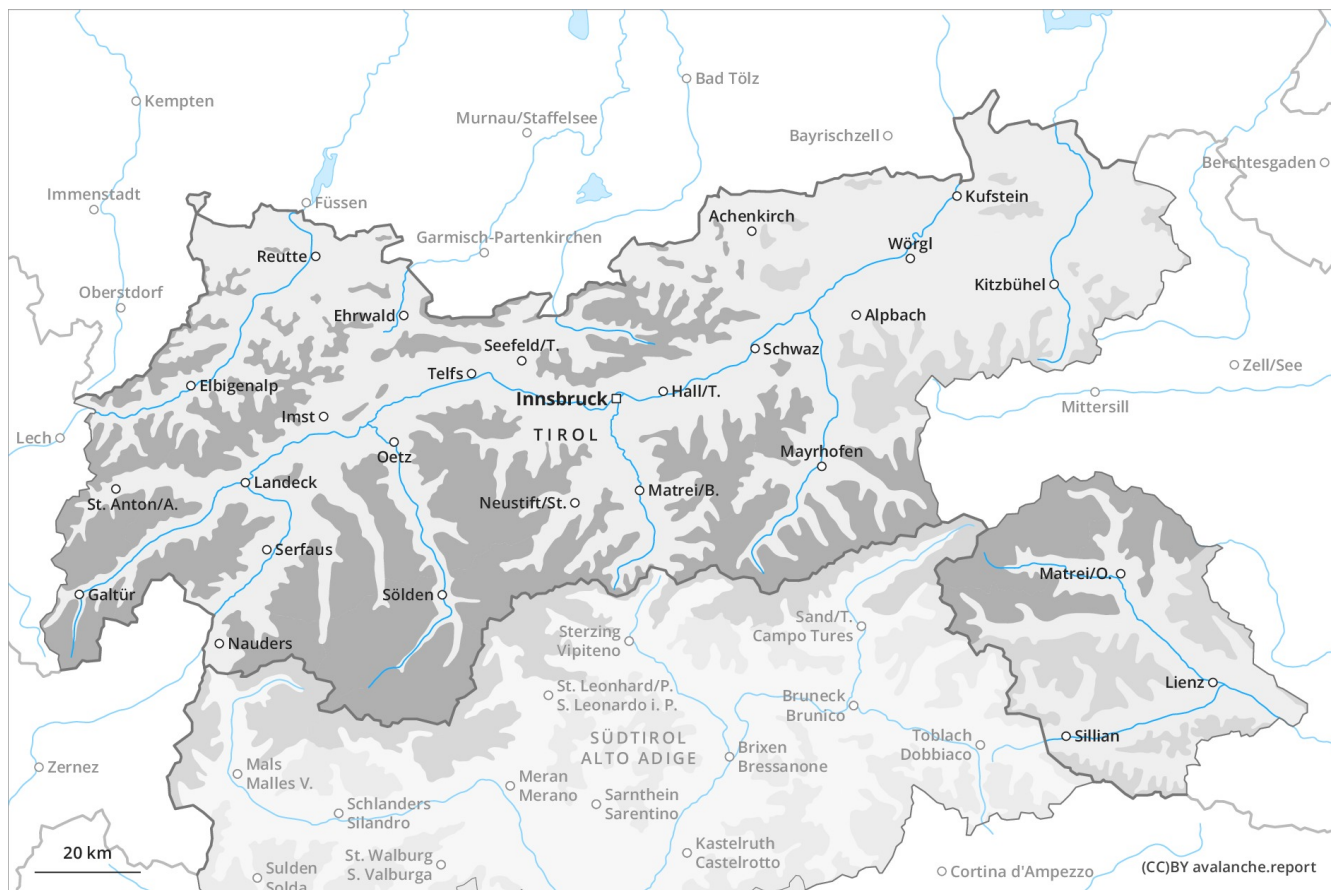 Kempten
Bad Tölz
Murnau/Staffelsee
Bayrischzell
Berchtesgaden
Immenstadt
Füssen
Kufstein
Achenkirch
Garmisch-Partenkirchen
Wörgl
Reutte
Oberstdorf
Kitzbühel
Ehrwald
Alpbach
Seefeld/T.
Schwaz
Zell/See
Telfs
Elbigenalp
Hall/T.
Innsbruck
Mittersill
Imst
TIROL
Lech
Oetz
Mayrhofen
Landeck
Matrei/B.
St. Anton/A.
Neustift/St.
Serfaus
Matrei/O.
Galtür
Sölden
Sand/T.
Campo Tures
Sterzing
Vipiteno
Nauders
Lienz
St. Leonhard/P.
S. Leonardo i. P.
Bruneck
Brunico
Sillian
Toblach
Dobbiaco
SÜDTIROL
ALTO ADIGE
Brixen
Bressanone
Zernez
Mals
Malles V.
Meran
Merano
Sarnthein
Sarentino
Schlanders
Silandro
Kastelruth
Castelrotto
20 km
St. Walburg
S. Valburga
Sulden
Solda
Cortina d'Ampezzo
(CC)BY avalanche.report